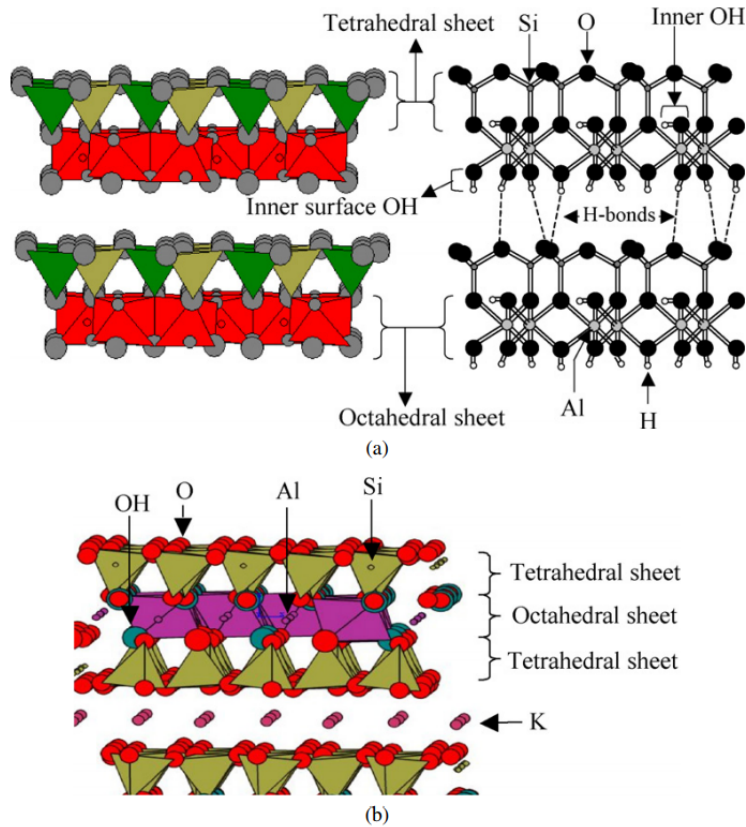 Tetrahedral sheet
Si
O
Inner OH
Inner surface OH
H-bonds
Octahedral sheet
Al
H
(a)
OH
O
Al
Si
Tetrahedral sheet
Octahedral sheet
Tetrahedral sheet
K
(b)